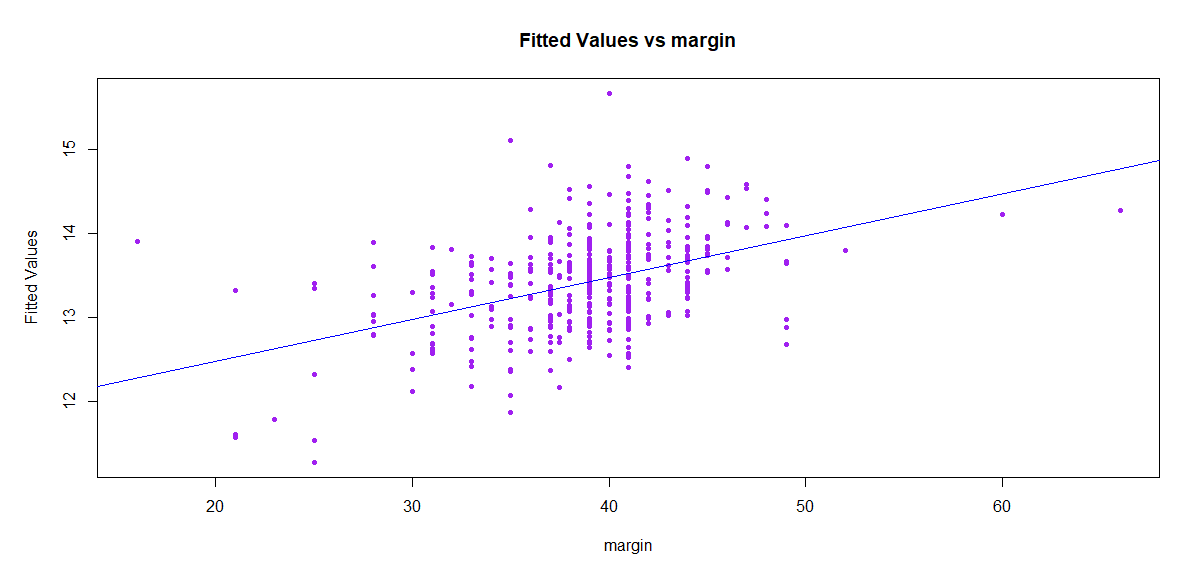 Fitted Values vs margin
Fitted Values
15
14
13
12
20 30 40 50 60
margin